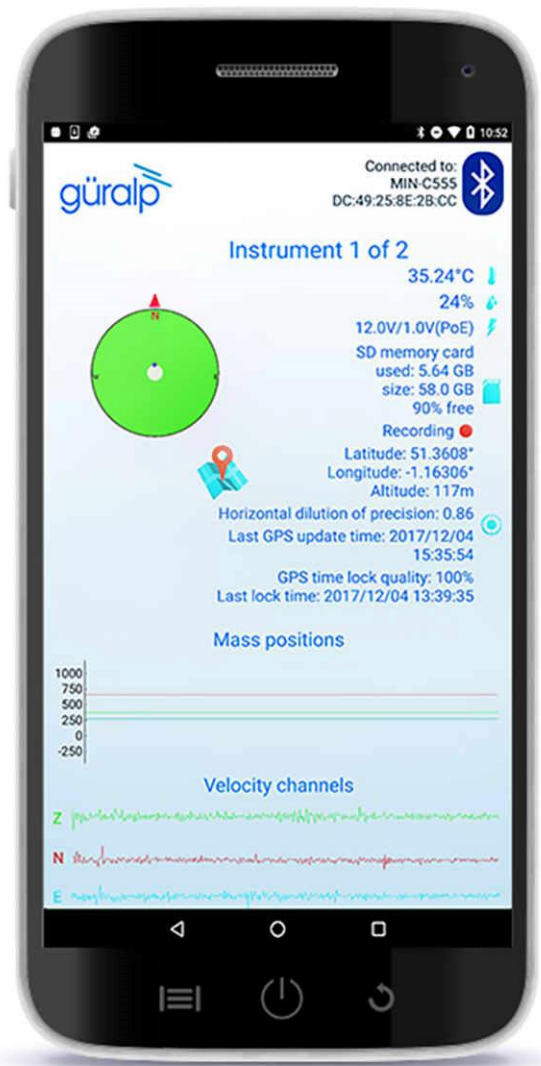 10:52
güralp
Connected to:
MIN-C555
DC:49:25:8E:2B:CC
Instrument 1 of 2
35.24°C
24%
12.0V/1.0V(PoE)
N
SD memory card
used: 5.64 GB
size: 58.0 GB
90% free
Recording
Latitude: 51.3608°
Longitude: -1.16306°
Altitude: 117m
Horizontal dilution of precision: 0.86
Last GPS update time: 2017/12/04
15:35:54
GPS time lock quality: 100%
Last lock time: 2017/12/04 13:39:35
Mass positions
1000
750
500
250
0
-250
Velocity channels
Z
N
E